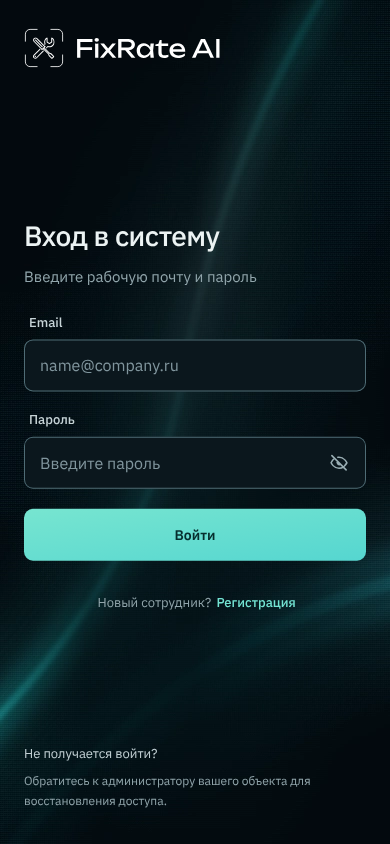 FixRate AI
Вход в систему
Введите рабочую почту и пароль
Email
name@company.ru
Пароль
Введите пароль
Войти
Новый сотрудник? Регистрация
Не получается войти?
Обратитесь к администратору вашего объекта для
восстановления доступа.